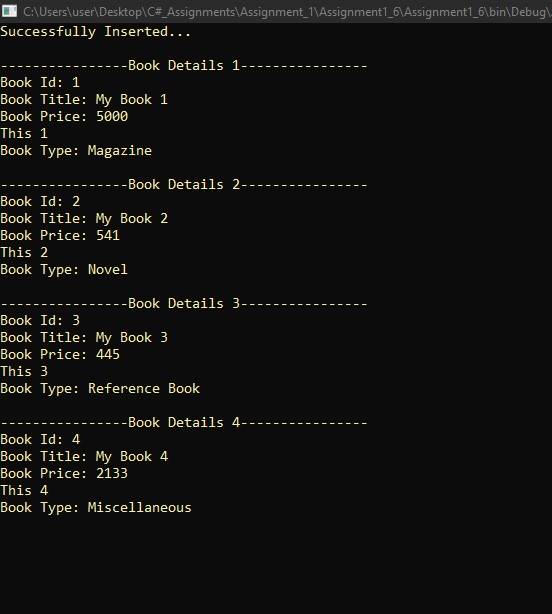 C:\Users\user\Desktop\C#_Assignments\Assignment_1\Assignment1_6\Assignment1_6\bin\Debug\
Successfully Inserted...
----------------Book Details 1----------------
Book Id: 1
Book Title: My Book 1
Book Price: 5000
This 1
Book Type: Magazine
----------------Book Details 2----------------
Book Id: 2
Book Title: My Book 2
Book Price: 541
This 2
Book Type: Novel
----------------Book Details 3----------------
Book Id: 3
Book Title: My Book 3
Book Price: 445
This 3
Book Type: Reference Book
----------------Book Details 4----------------
Book Id: 4
Book Title: My Book 4
Book Price: 2133
This 4
Book Type: Miscellaneous